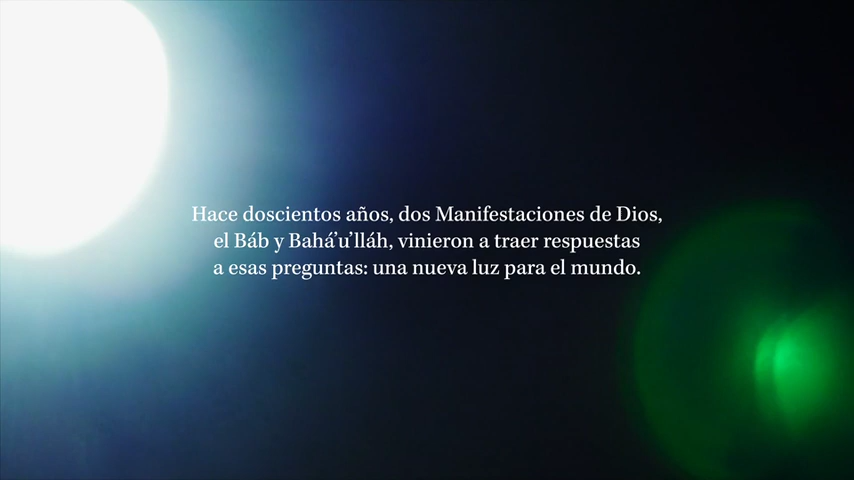 Hace doscientos años, dos Manifestaciones de Dios,
el Báb y Bahá’u’lláh, vinieron a traer respuestas
a esas preguntas: una nueva luz para el mundo.